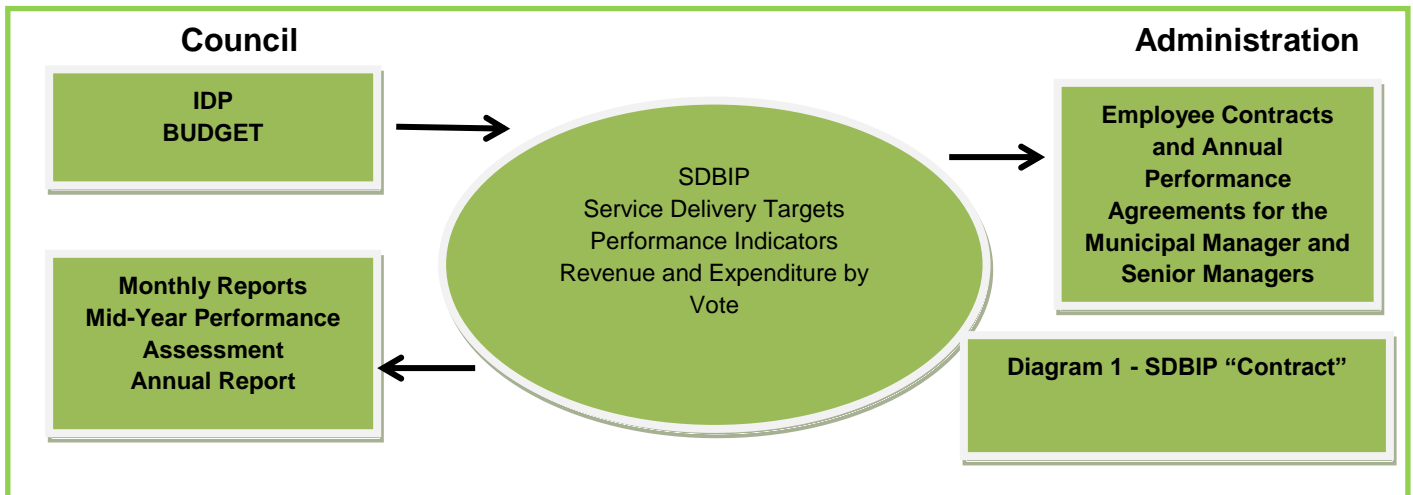 Council
IDP
BUDGET
Monthly Reports
Mid-Year Performance
Assessment
Annual Report
SDBIP
Service Delivery Targets
Performance Indicators
Revenue and Expenditure by
Vote
Administration
Employee Contracts
and Annual
Performance
Agreements for the
Municipal Manager and
Senior Managers
Diagram 1 - SDBIP “Contract”